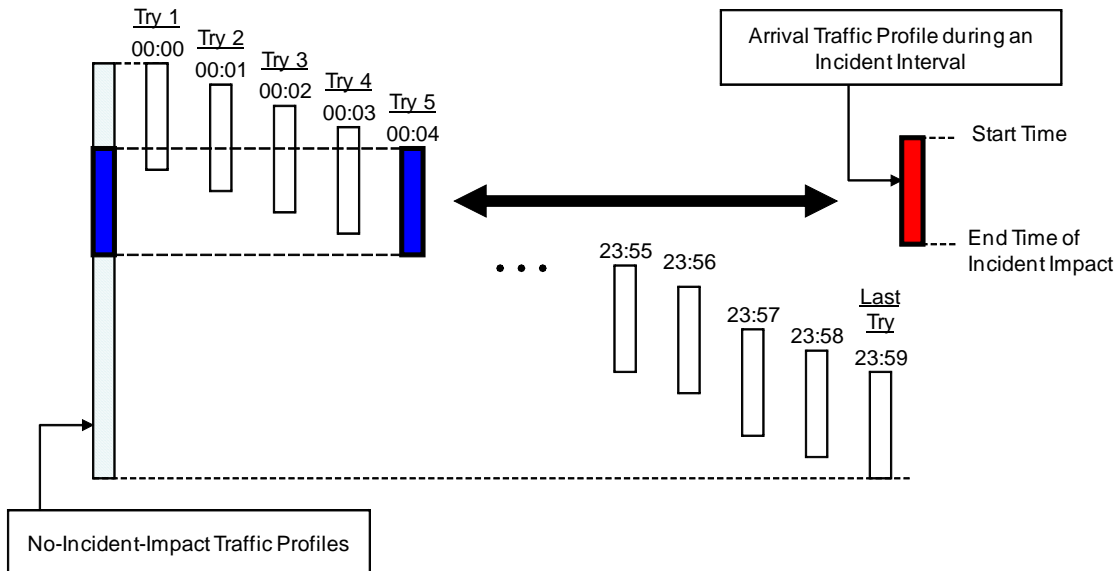 Try 1
00:00
Try 2
00:01
Try 3
00:02
Try 4
00:03
Try 5
00:04
Arrival Traffic Profile during an
Incident Interval
Start Time
End Time of
Incident Impact
• • •
23:55
23:56
23:57
23:58
Last
Try
23:59
No-Incident-Impact Traffic Profiles